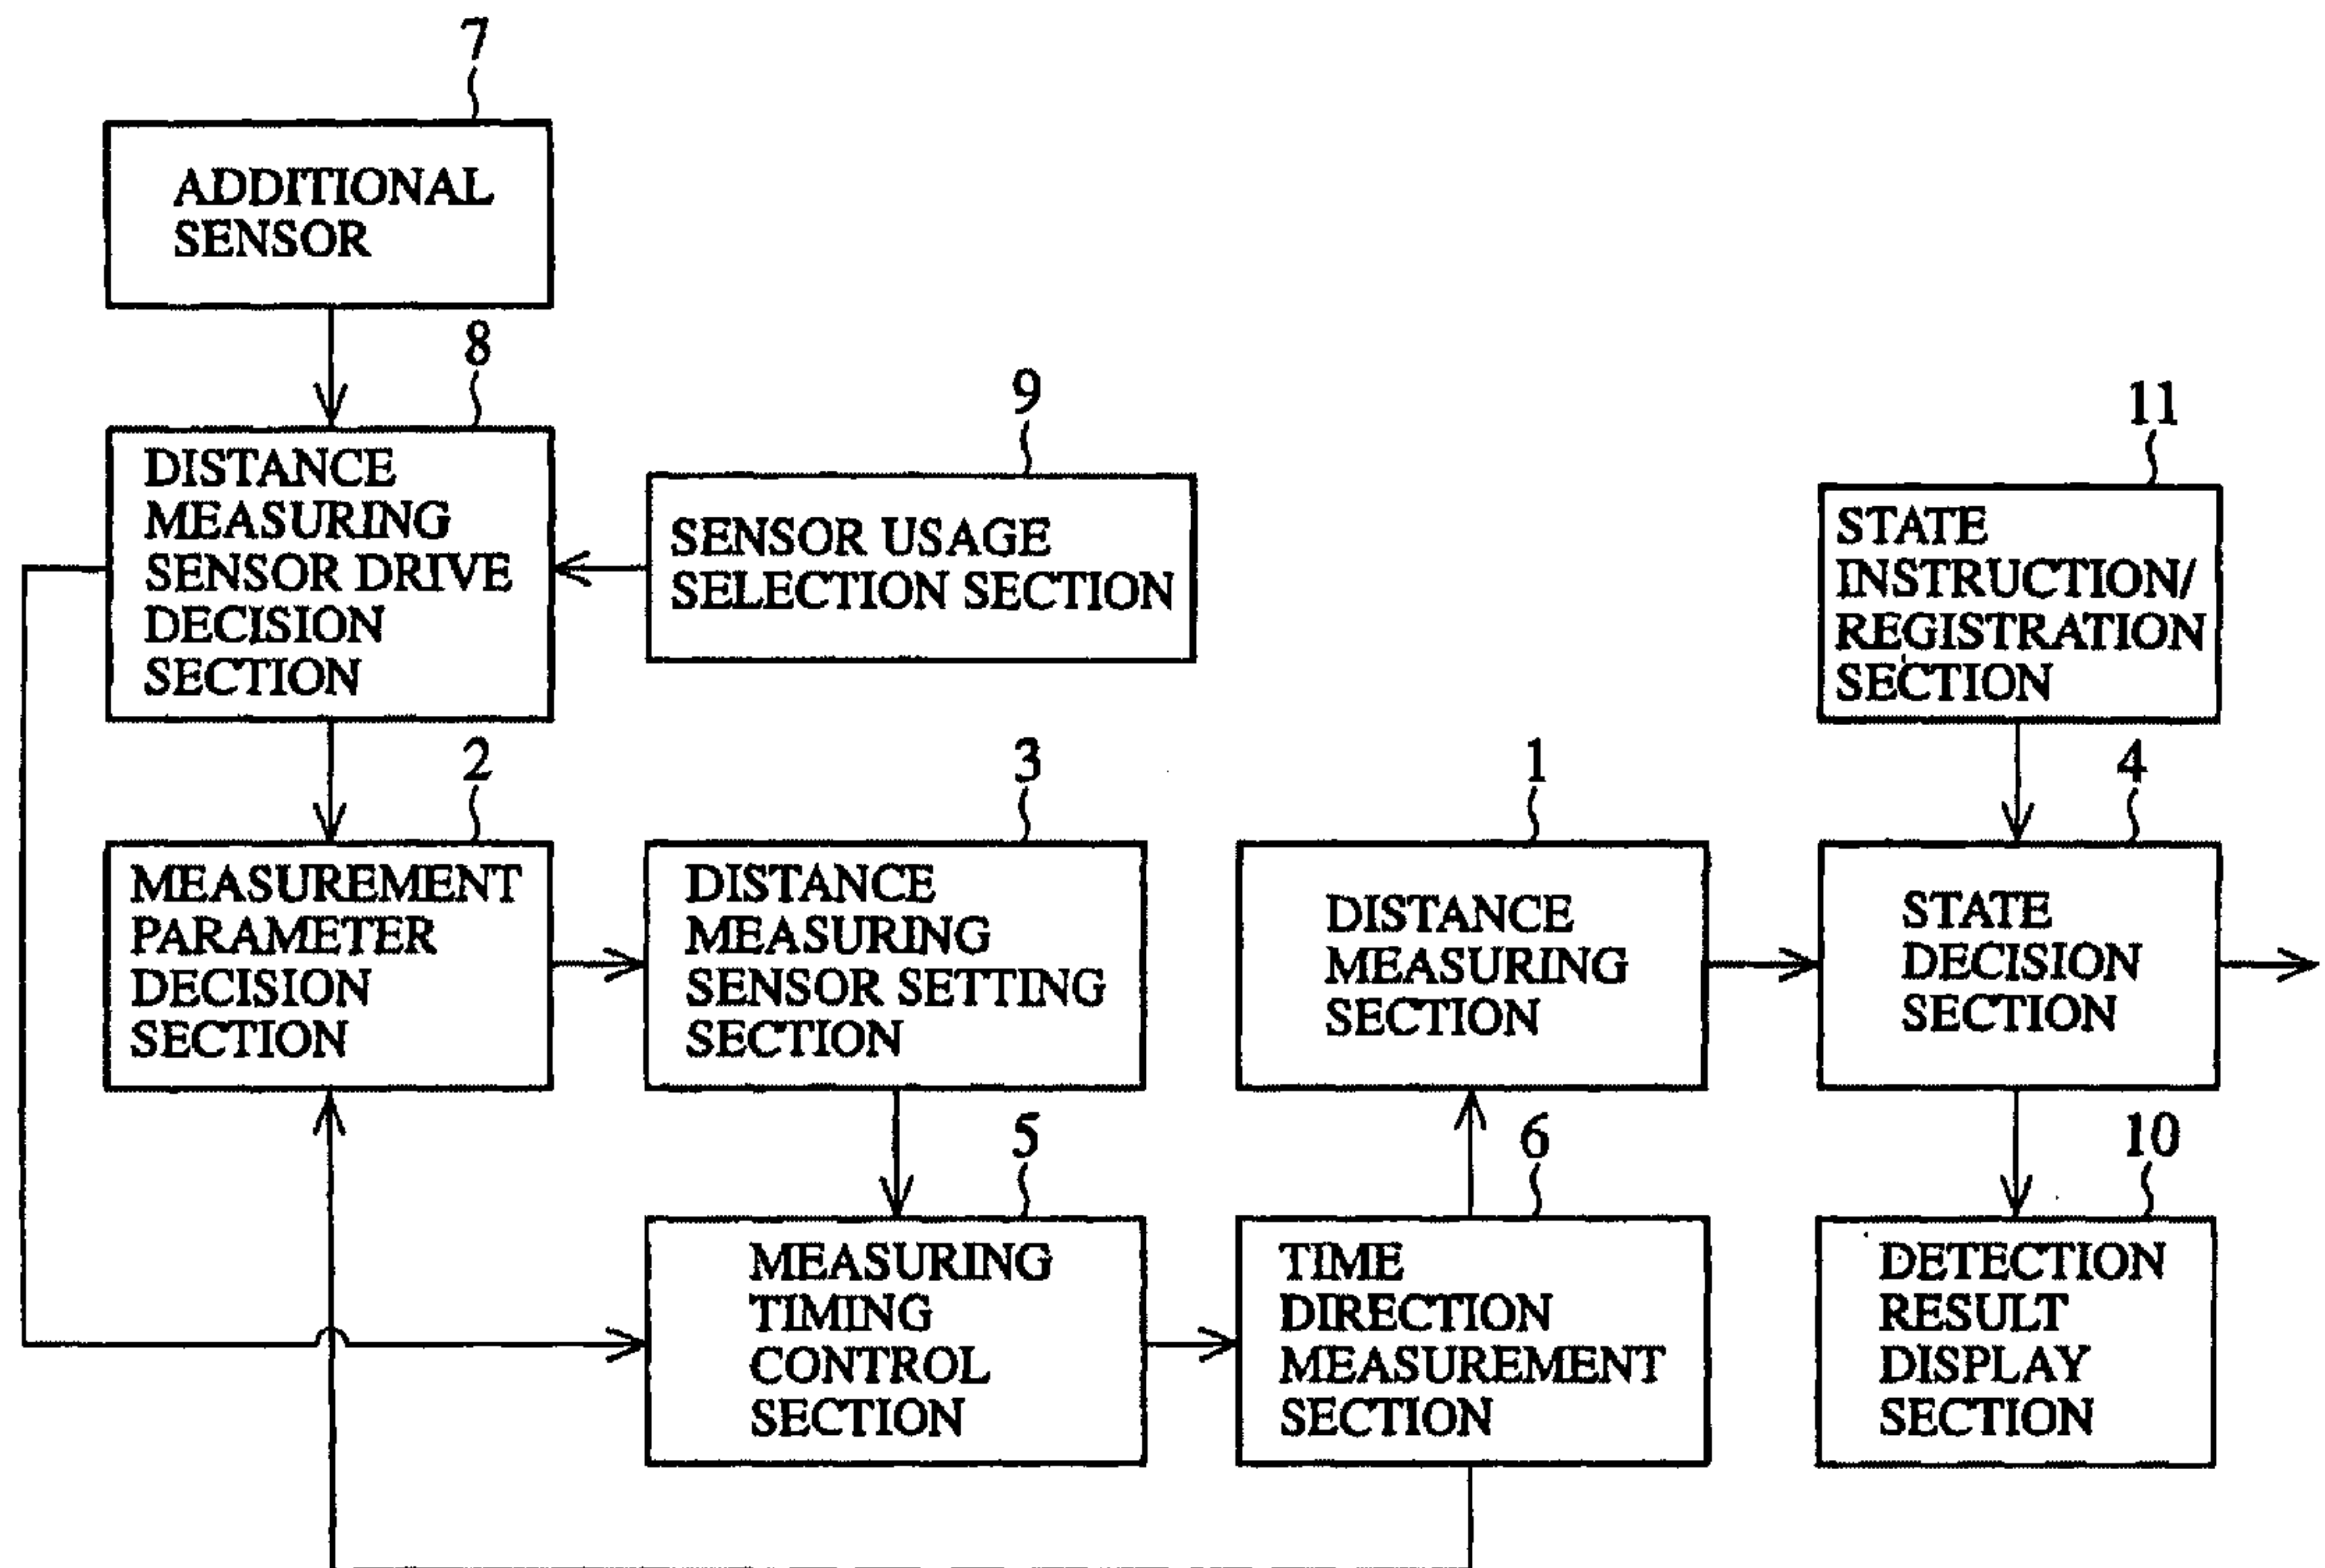 7
ADDITIONAL
SENSOR
8
DISTANCE
MEASURING
SENSOR DRIVE
DECISION
SECTION
9
SENSOR USAGE
SELECTION SECTION
11
STATE
INSTRUCTION/
REGISTRATION
SECTION
2
MEASUREMENT
PARAMETER
DECISION
SECTION
3
DISTANCE
MEASURING
SENSOR SETTING
SECTION
1
DISTANCE
MEASURING
SECTION
4
STATE
DECISION
SECTION
5
MEASURING
TIMING
CONTROL
SECTION
6
TIME
DIRECTION
MEASUREMENT
SECTION
10
DETECTION
RESULT
DISPLAY
SECTION